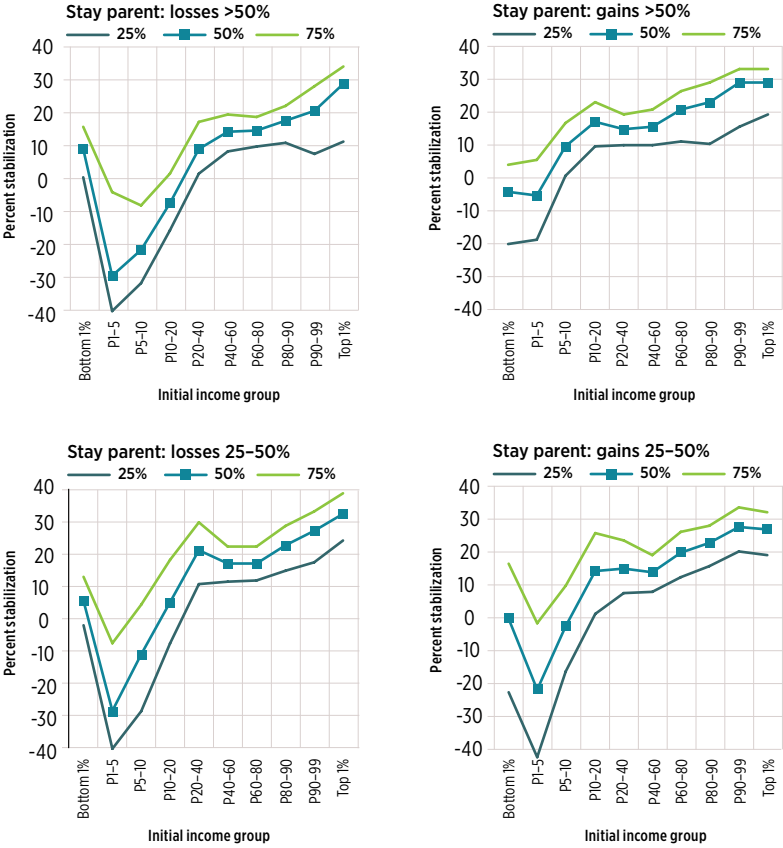 Stay parent: losses >50%
25% 50% 75%
Percent stabilization
40
30
20
10
0
-10
-20
-30
-40
Bottom 1% P1–5 P5–10 P10–20 P20–40 P40–60 P60–80 P80–90 P90–99 Top 1%
Initial income group
Stay parent: gains >50%
25% 50% 75%
Percent stabilization
40
30
20
10
0
-10
-20
-30
-40
Bottom 1% P1–5 P5–10 P10–20 P20–40 P40–60 P60–80 P80–90 P90–99 Top 1%
Initial income group
Stay parent: losses 25–50%
25% 50% 75%
Percent stabilization
40
30
20
10
0
-10
-20
-30
-40
Bottom 1% P1–5 P5–10 P10–20 P20–40 P40–60 P60–80 P80–90 P90–99 Top 1%
Initial income group
Stay parent: gains 25–50%
25% 50% 75%
Percent stabilization
40
30
20
10
0
-10
-20
-30
-40
Bottom 1% P1–5 P5–10 P10–20 P20–40 P40–60 P60–80 P80–90 P90–99 Top 1%
Initial income group